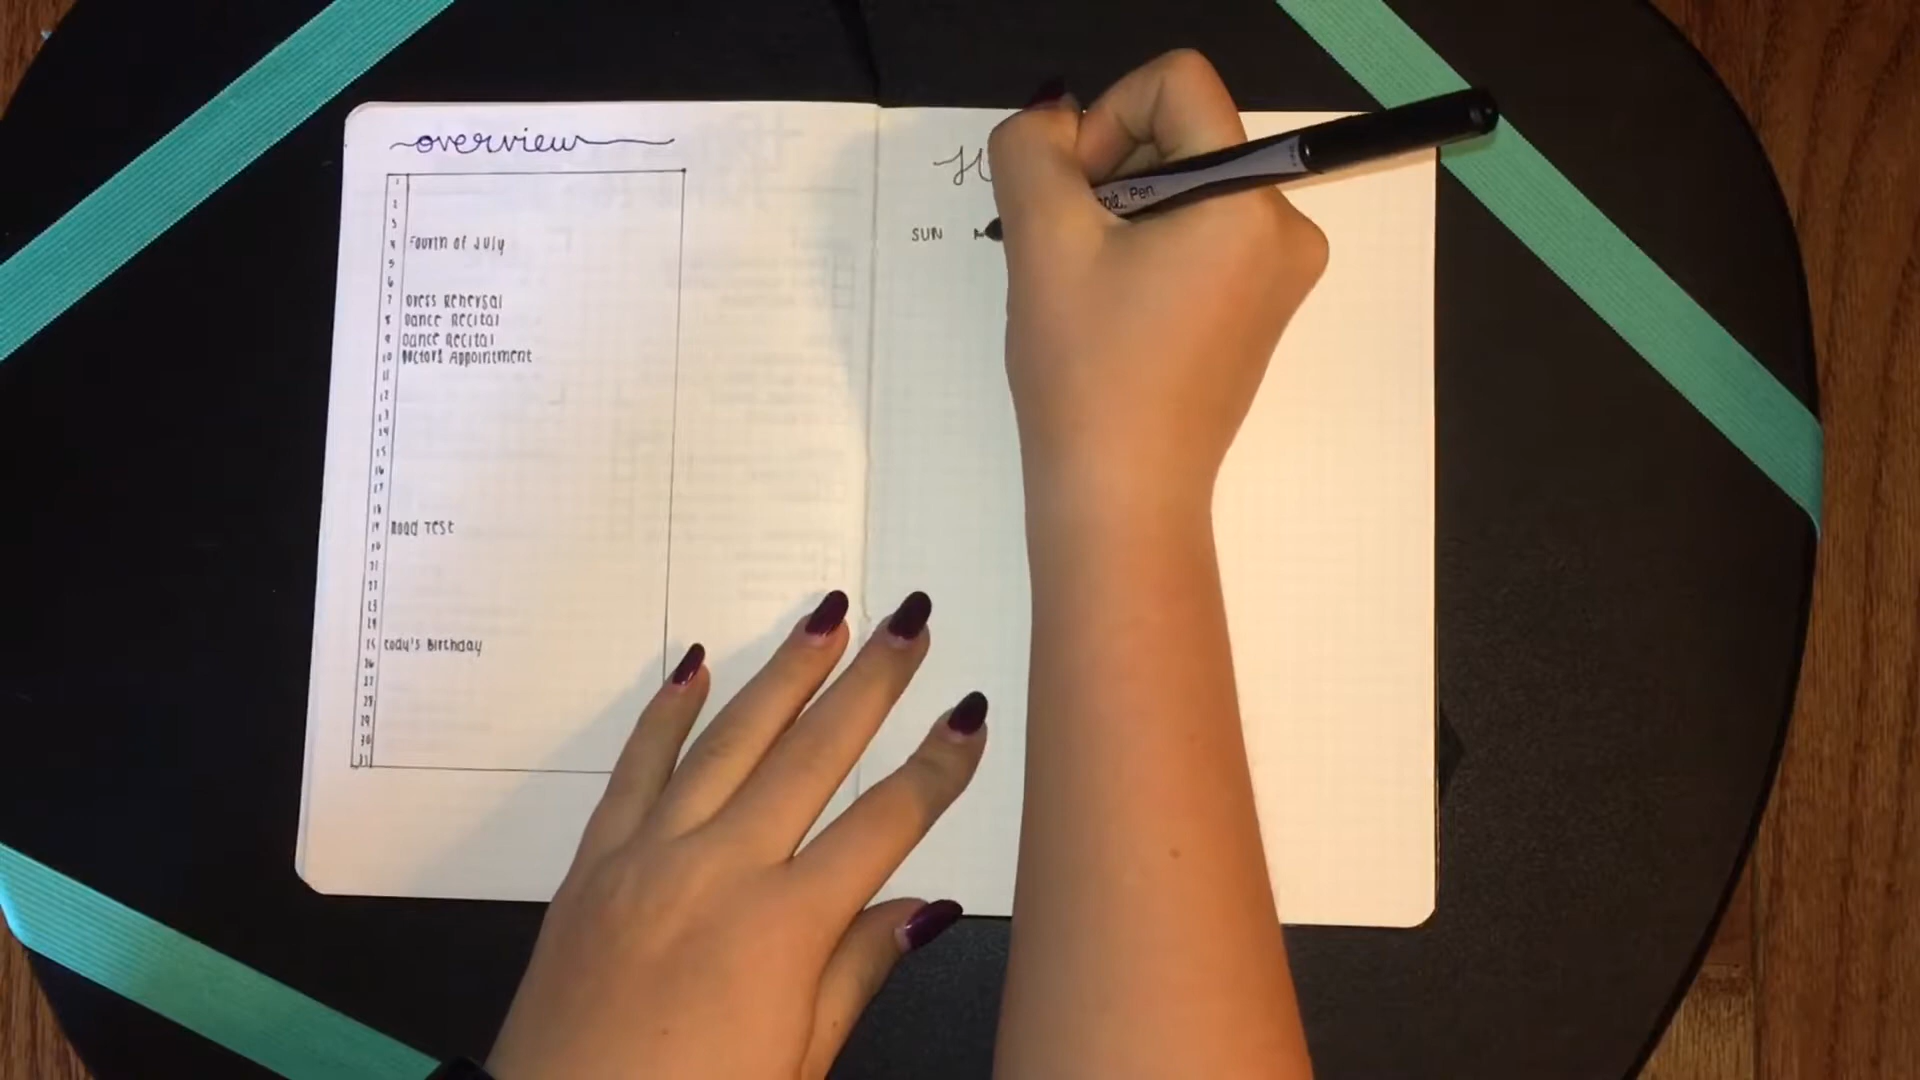 overview
1
2
3
4 Fourth of July
5
6
7 Dress Rehersal
8 Dance Recital
9 Dance Recital
10 Doctors Appointment
11
12
13
14
15
16
17
18
19 Road Test
20
21
22
23
24
25 Cody's Birthday
26
27
28
29
30
31
SUN
Pen